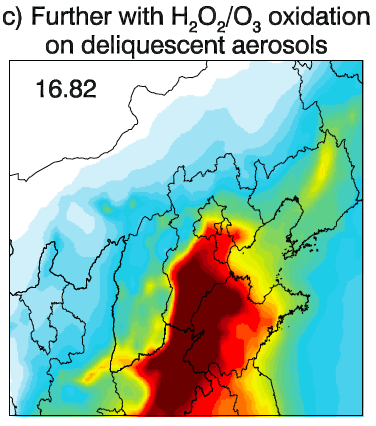 c) Further with H₂O₂/O₃ oxidation
on deliquescent aerosols
16.82